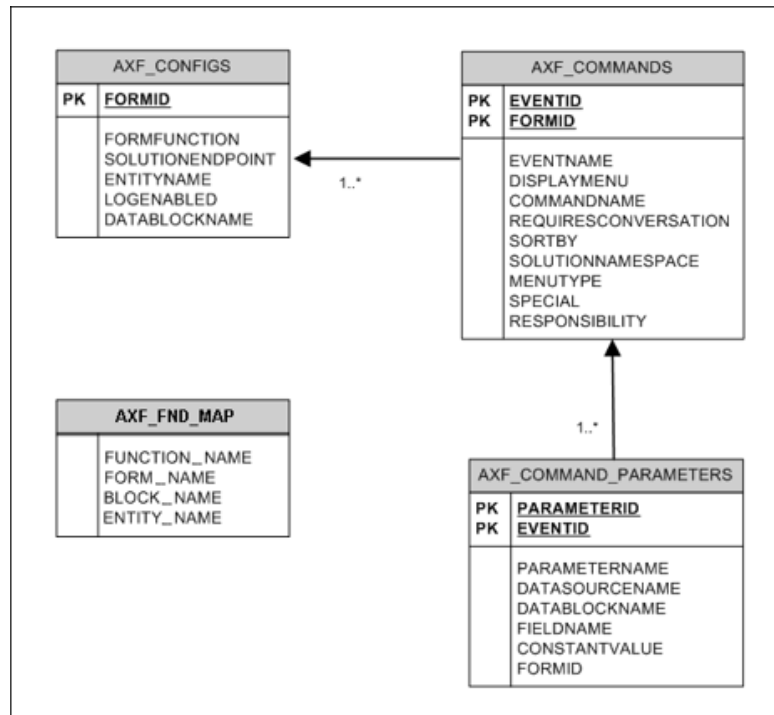 AXF_CONFIGS
PK FORMID
FORMFUNCTION
SOLUTIONENDPOINT
ENTITYNAME
LOGENABLED
DATABLOCKNAME
1..*
AXF_COMMANDS
PK EVENTID
PK FORMID
EVENTNAME
DISPLAYMENU
COMMANDNAME
REQUIRESCONVERSATION
SORTBY
SOLUTIONNAMESPACE
MENUTYPE
SPECIAL
RESPONSIBILITY
AXF_FND_MAP
FUNCTION_NAME
FORM_NAME
BLOCK_NAME
ENTITY_NAME
1..*
AXF_COMMAND_PARAMETERS
PK PARAMETERID
PK EVENTID
PARAMETERNAME
DATASOURCENAME
DATABLOCKNAME
FIELDNAME
CONSTANTVALUE
FORMID